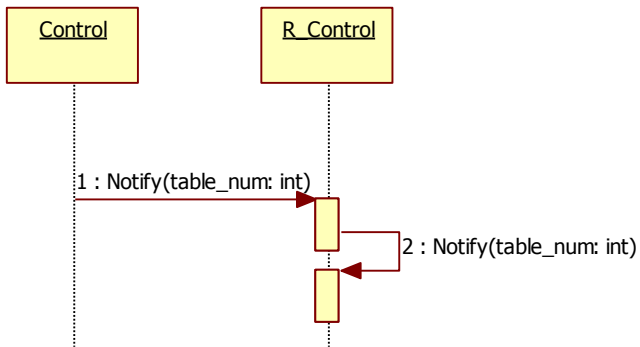 Control
R_Control
1 : Notify(table_num: int)
2 : Notify(table_num: int)